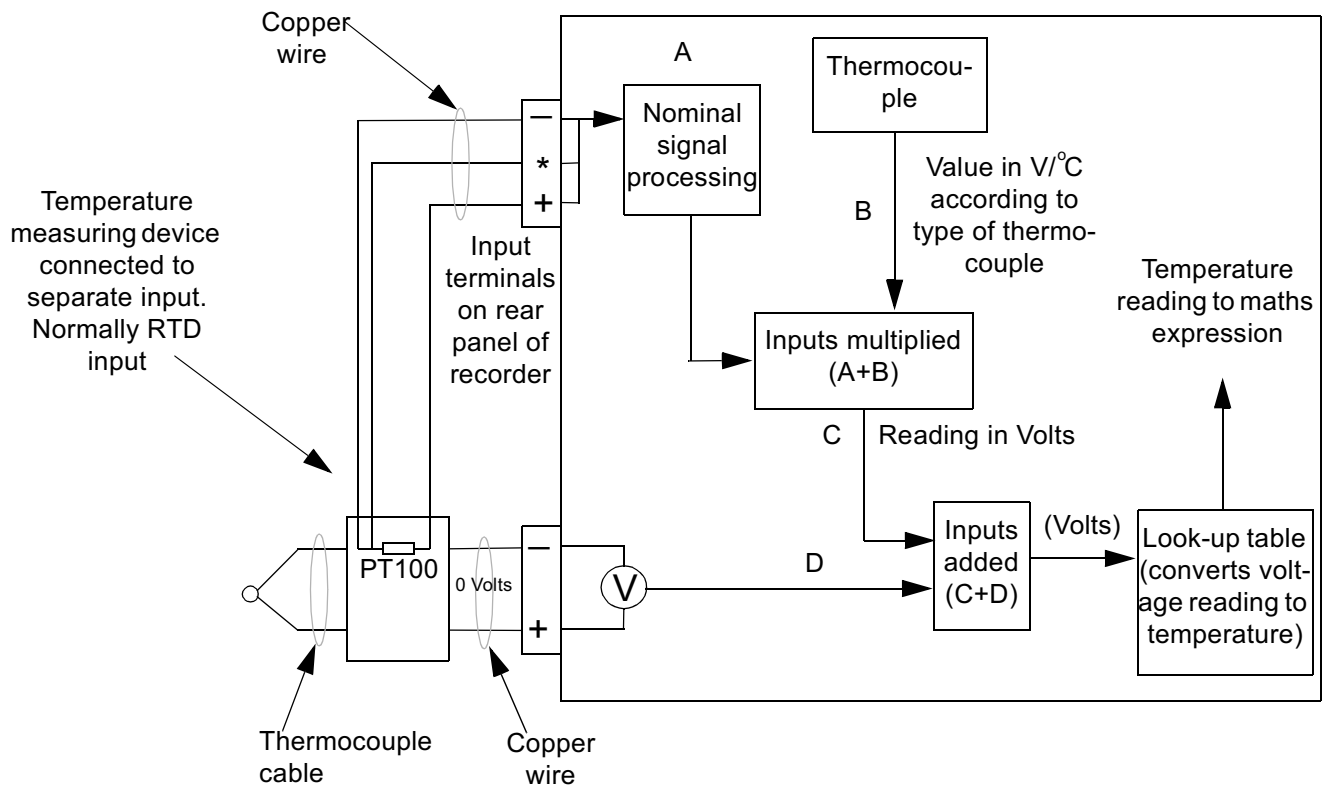 Copper
wire
A
Nominal
signal
processing
Thermocou-
ple
Value in V/°C
according to
type of thermo-
couple
B
Temperature
measuring device
connected to
separate input.
Normally RTD
input
–
*
+
Input
terminals
on rear
panel of
recorder
Inputs multiplied
(A+B)
Temperature
reading to maths
expression
C
Reading in Volts
PT100
0 Volts
–
+
V
D
Inputs
added
(C+D)
(Volts)
Look-up table
(converts volt-
age reading to
temperature)
Thermocouple
cable
Copper
wire